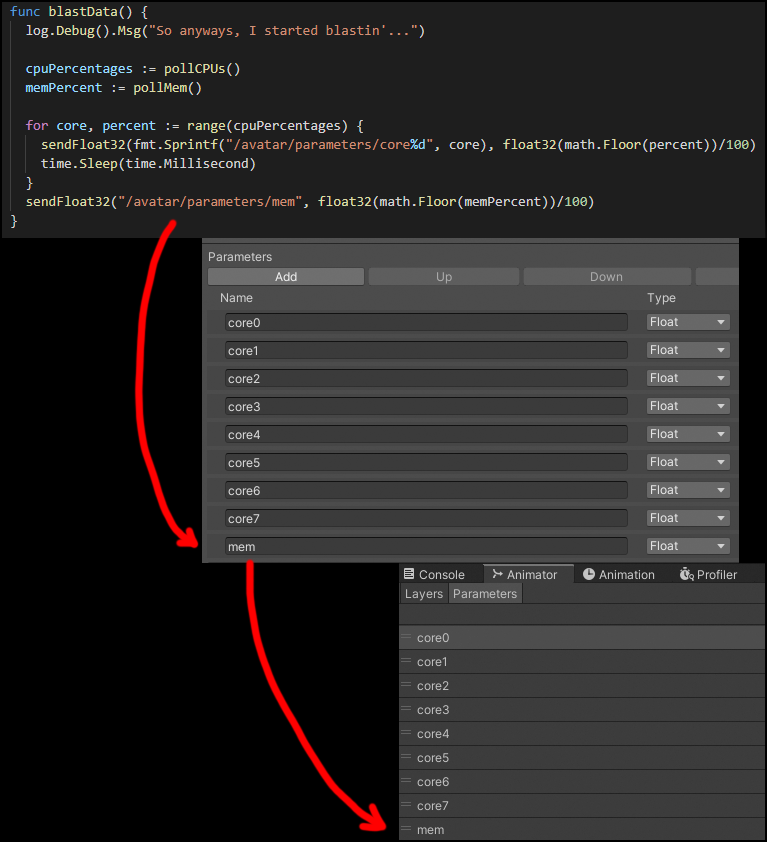 func blastData() {
log.Debug().Msg("So anyways, I started blastin'...")
cpuPercentages := pollCPUs()
memPercent := pollMem()
for core, percent := range(cpuPercentages) {
sendFloat32(fmt.Sprintf("/avatar/parameters/core%d", core), float32(math.Floor(percent))/100)
time.Sleep(time.Millisecond)
}
sendFloat32("/avatar/parameters/mem", float32(math.Floor(memPercent))/100)
}
Parameters
Add Up Down
Name Type
core0 Float
core1 Float
core2 Float
core3 Float
core4 Float
core5 Float
core6 Float
core7 Float
mem Float
Console Animator Animation Profiler
Layers Parameters
core0
core1
core2
core3
core4
core5
core6
core7
mem